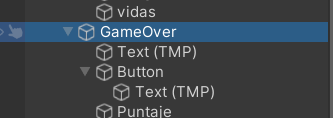 vidas
GameOver
Text (TMP)
Button
Text (TMP)
Puntaje